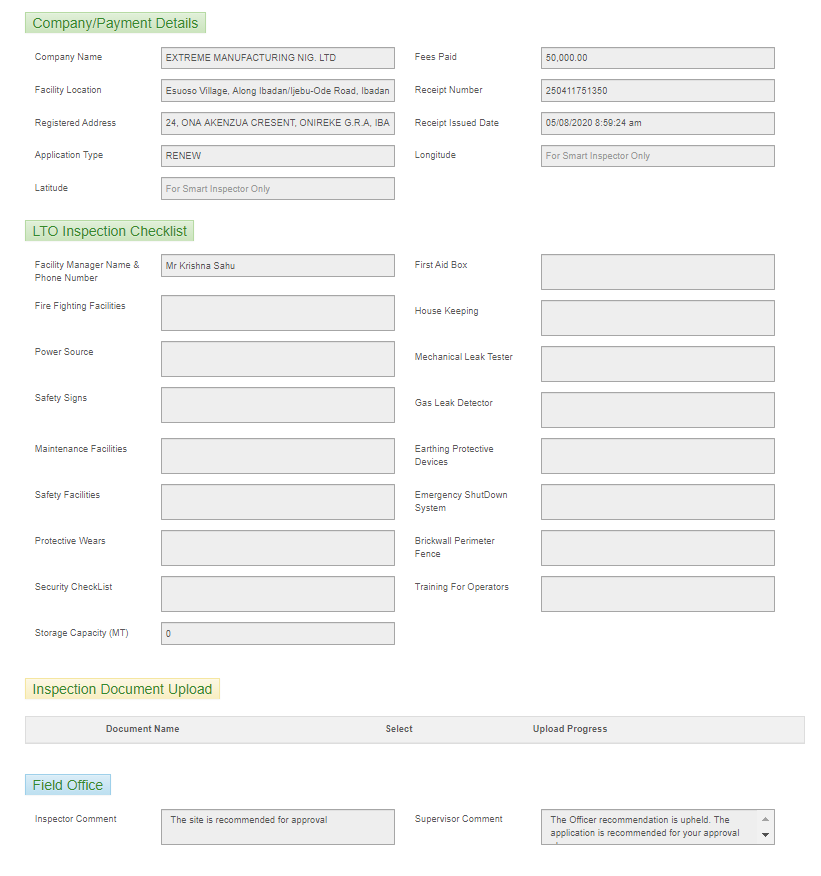 Company/Payment Details
Company Name EXTREME MANUFACTURING NIG. LTD Fees Paid 50,000.00
Facility Location Esuoso Village, Along Ibadan/Ijebu-Ode Road, Ibadan Receipt Number 250411751350
Registered Address 24, ONA AKENZUA CRESENT, ONIREKE G.R.A, IBA Receipt Issued Date 05/08/2020 8:59:24 am
Application Type RENEW Longitude For Smart Inspector Only
Latitude For Smart Inspector Only
LTO Inspection Checklist
Facility Manager Name & Mr Krishna Sahu First Aid Box
Phone Number
Fire Fighting Facilities House Keeping
Power Source Mechanical Leak Tester
Safety Signs Gas Leak Detector
Maintenance Facilities Earthing Protective
Devices
Safety Facilities Emergency ShutDown
System
Protective Wears Brickwall Perimeter
Fence
Security CheckList Training For Operators
Storage Capacity (MT) 0
Inspection Document Upload
Document Name Select Upload Progress
Field Office
Inspector Comment The site is recommended for approval Supervisor Comment The Officer recommendation is upheld. The
application is recommended for your approval